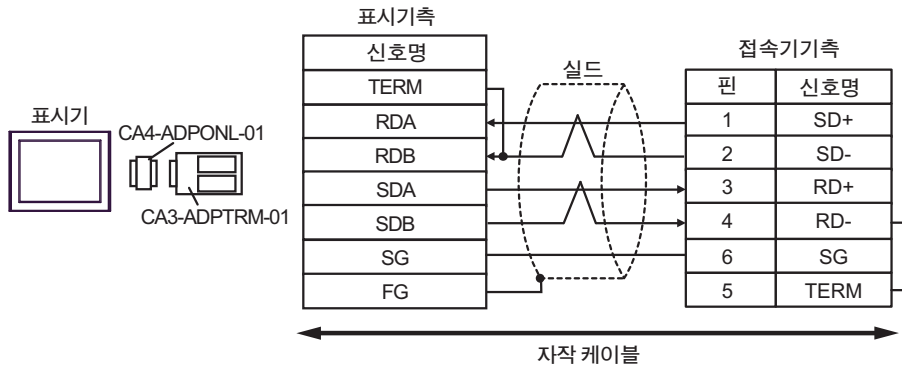 표시기
CA4-ADPONL-01
CA3-ADPTRM-01
표시기측
신호명
TERM
RDA
RDB
SDA
SDB
SG
FG
실드
접속기기측
핀 신호명
1 SD+
2 SD-
3 RD+
4 RD-
6 SG
5 TERM
자작 케이블